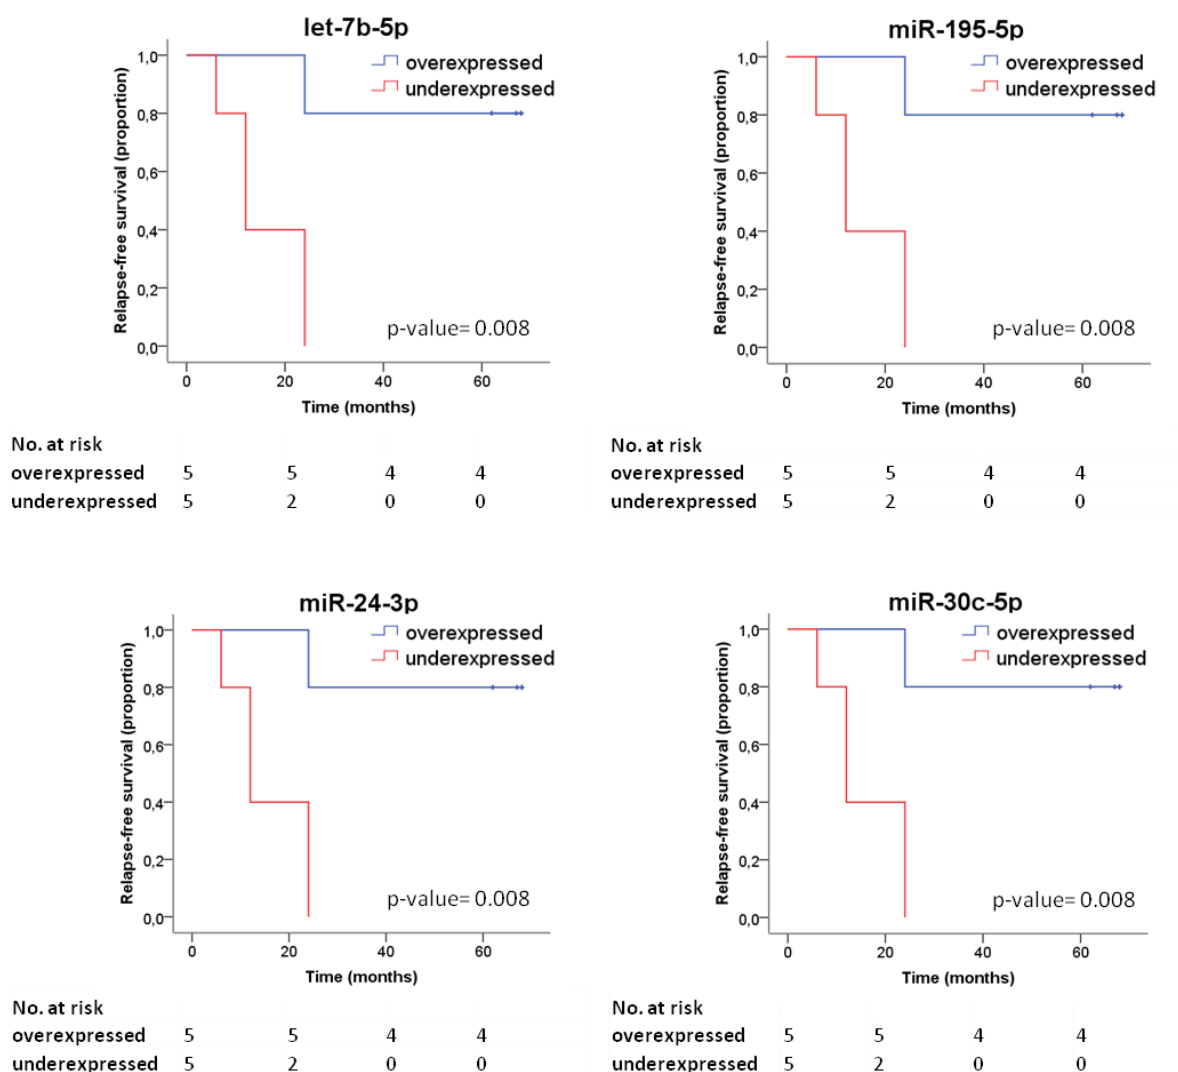 let-7b-5p
overexpressed
underexpressed
Relapse-free survival (proportion)
1,0
0,8
0,6
0,4
0,2
0,0
p-value= 0.008
0 20 40 60
Time (months)
No. at risk
overexpressed 5 5 4 4
underexpressed 5 2 0 0
miR-195-5p
overexpressed
underexpressed
Relapse-free survival (proportion)
1,0
0,8
0,6
0,4
0,2
0,0
p-value= 0.008
0 20 40 60
Time (months)
No. at risk
overexpressed 5 5 4 4
underexpressed 5 2 0 0
miR-24-3p
overexpressed
underexpressed
Relapse-free survival (proportion)
1,0
0,8
0,6
0,4
0,2
0,0
p-value= 0.008
0 20 40 60
Time (months)
No. at risk
overexpressed 5 5 4 4
underexpressed 5 2 0 0
miR-30c-5p
overexpressed
underexpressed
Relapse-free survival (proportion)
1,0
0,8
0,6
0,4
0,2
0,0
p-value= 0.008
0 20 40 60
Time (months)
No. at risk
overexpressed 5 5 4 4
underexpressed 5 2 0 0